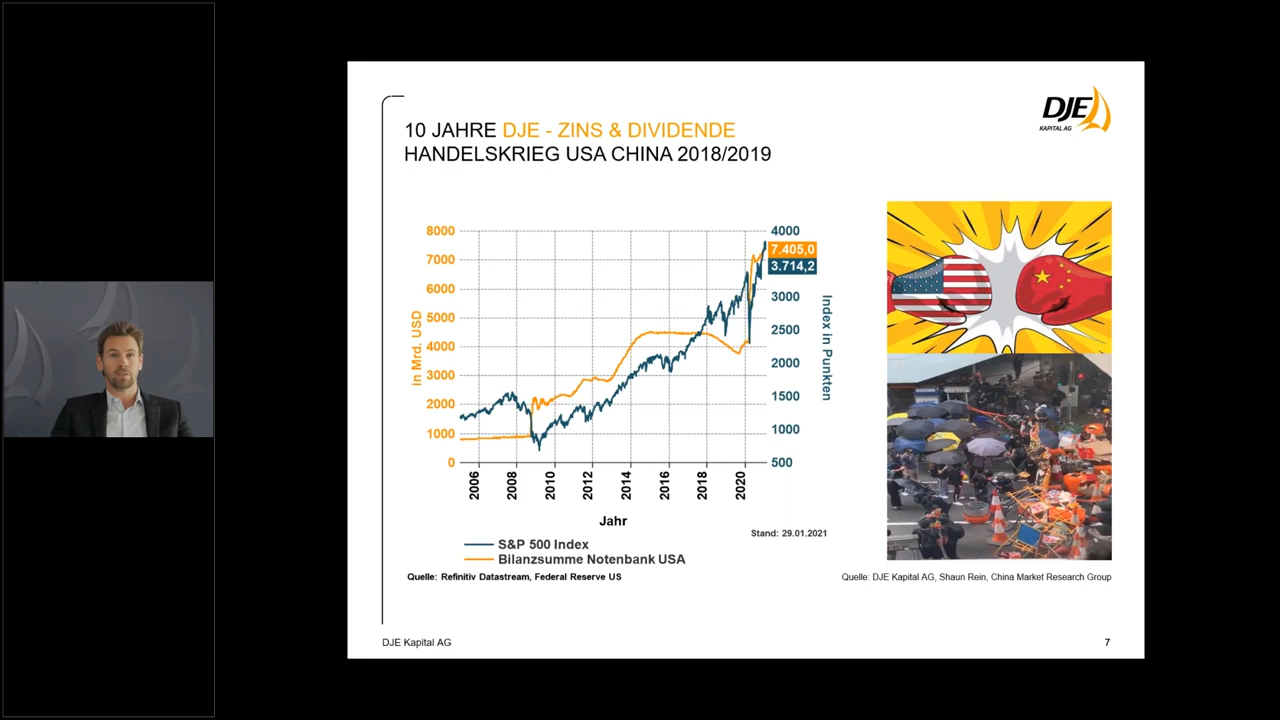 DJE
KAPITAL AG
10 JAHRE DJE - ZINS & DIVIDENDE
HANDELSKRIEG USA CHINA 2018/2019
8000
7000
6000
5000
4000
3000
2000
1000
0
in Mrd. USD
4000
7.405,0
3.714,2
3000
2500
2000
1500
1000
500
Index in Punkten
2006
2008
2010
2012
2014
2016
2018
2020
Jahr
Stand: 29.01.2021
S&P 500 Index
Bilanzsumme Notenbank USA
Quelle: Refinitiv Datastream, Federal Reserve US
Quelle: DJE Kapital AG, Shaun Rein, China Market Research Group
DJE Kapital AG
7